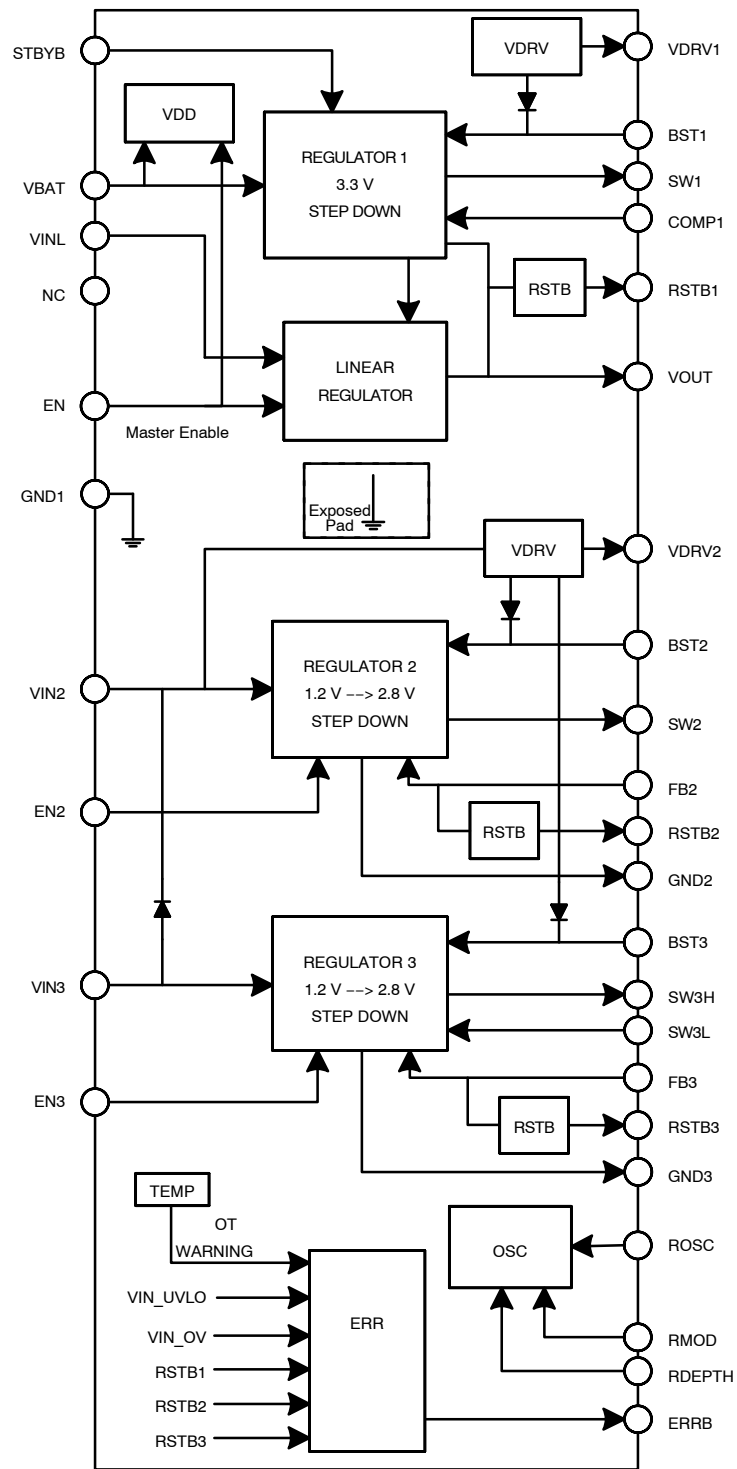 STBYB
VDRV
VDRV1
VDD
BST1
REGULATOR 1
3.3 V
STEP DOWN
VBAT
SW1
COMP1
VINL
NC
RSTB
RSTB1
LINEAR
REGULATOR
VOUT
EN
Master Enable
GND1
Exposed
Pad
VDRV
VDRV2
BST2
REGULATOR 2
1.2 V --> 2.8 V
STEP DOWN
VIN2
SW2
FB2
EN2
RSTB
RSTB2
GND2
BST3
REGULATOR 3
1.2 V --> 2.8 V
STEP DOWN
VIN3
SW3H
SW3L
FB3
EN3
RSTB
RSTB3
GND3
TEMP
OT
WARNING
OSC
ROSC
VIN_UVLO
ERR
VIN_OV
RMOD
RSTB1
RDEPTH
RSTB2
ERRB
RSTB3